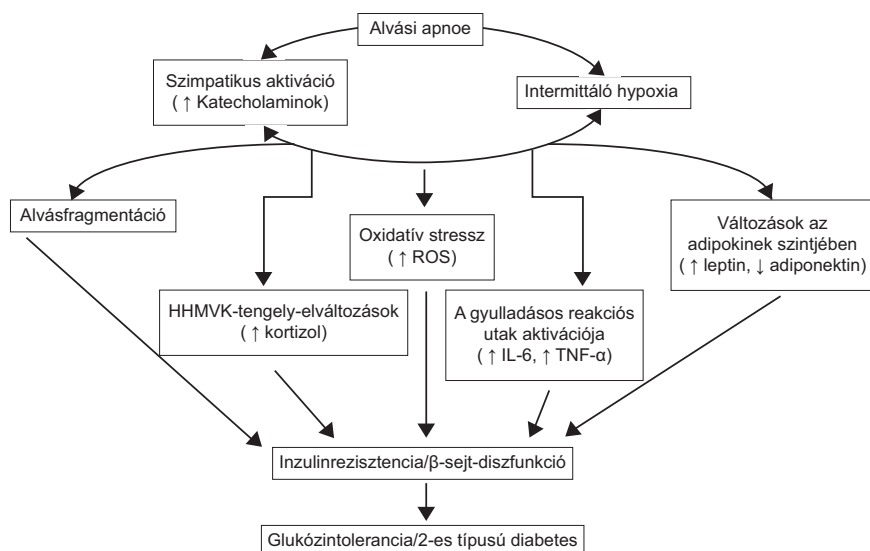 Alvási apnoe
Szimpatikus aktiváció
( ↑ Katecholaminok)
Intermittáló hypoxia
Alvásfragmentáció
Oxidatív stressz
( ↑ ROS)
Változások az
adipokinek szintjében
( ↑ leptin, ↓ adiponektin)
HHMVK-tengely-elváltozások
( ↑ kortizol)
A gyulladásos reakciós
utak aktivációja
( ↑ IL-6, ↑ TNF-α)
Inzulinrezisztencia/β-sejt-diszfunkció
Glukózintolerancia/2-es típusú diabetes